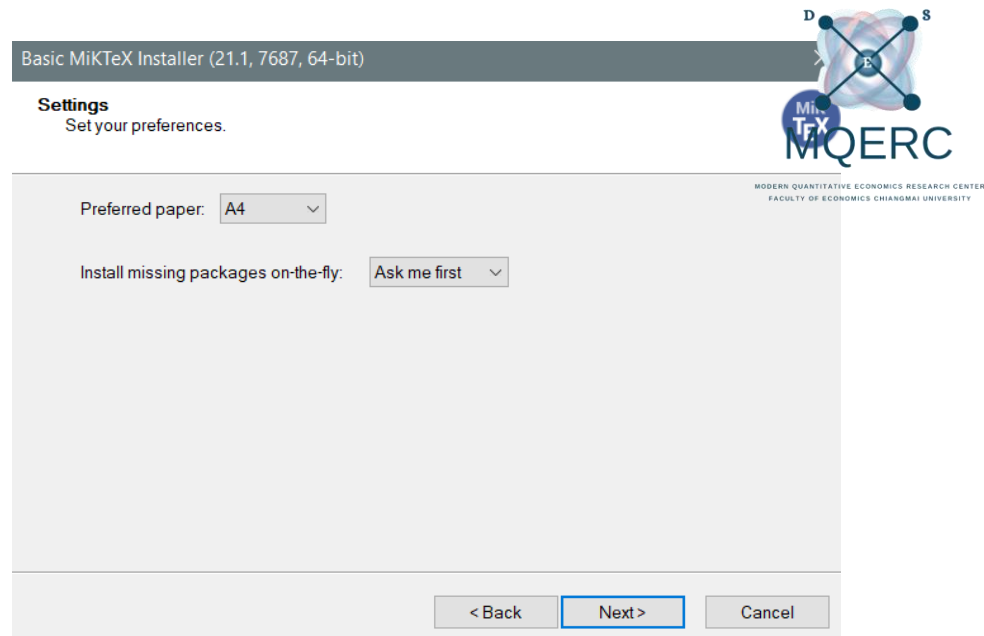 D S
E
Basic MiKTeX Installer (21.1, 7687, 64-bit)
Settings
Set your preferences.
MiK
TEX
MQERC
MODERN QUANTITATIVE ECONOMICS RESEARCH CENTER
FACULTY OF ECONOMICS CHIANGMAI UNIVERSITY
Preferred paper: A4
Install missing packages on-the-fly: Ask me first
< Back Next > Cancel